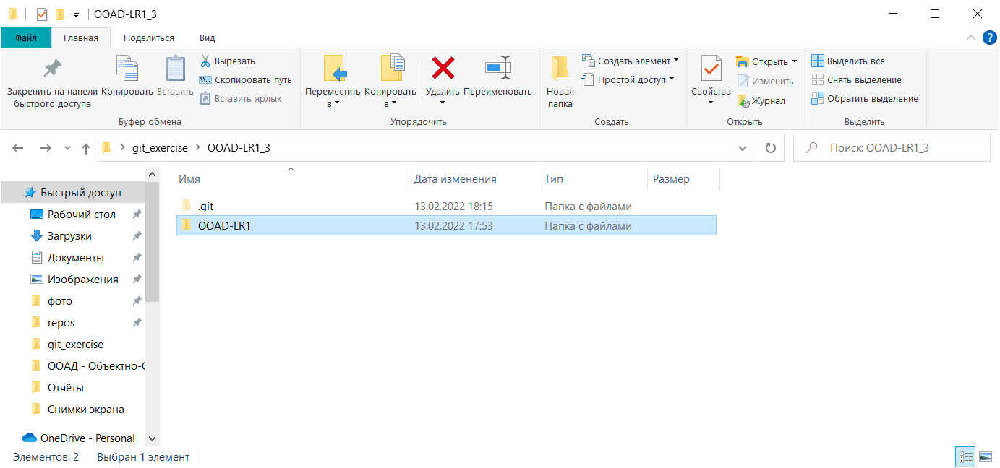 OOAD-LR1_3
Файл Главная Поделиться Вид
Закрепить на панели быстрого доступа
Копировать
Вставить
Вырезать
Скопировать путь
Вставить ярлык
Буфер обмена
Переместить в
Копировать в
Удалить
Переименовать
Упорядочить
Новая папка
Создать элемент
Простой доступ
Создать
Свойства
Открыть
Изменить
Журнал
Открыть
Выделить все
Снять выделение
Обратить выделение
Выделить
git_exercise OOAD-LR1_3
Поиск: OOAD-LR1_3
Быстрый доступ
Рабочий стол
Загрузки
Документы
Изображения
фото
repos
git_exercise
ООАД - Объектно-О
Отчёты
Снимки экрана
OneDrive - Personal
Имя Дата изменения Тип Размер
.git 13.02.2022 18:15 Папка с файлами
OOAD-LR1 13.02.2022 17:53 Папка с файлами
Элементов: 2 Выбран 1 элемент